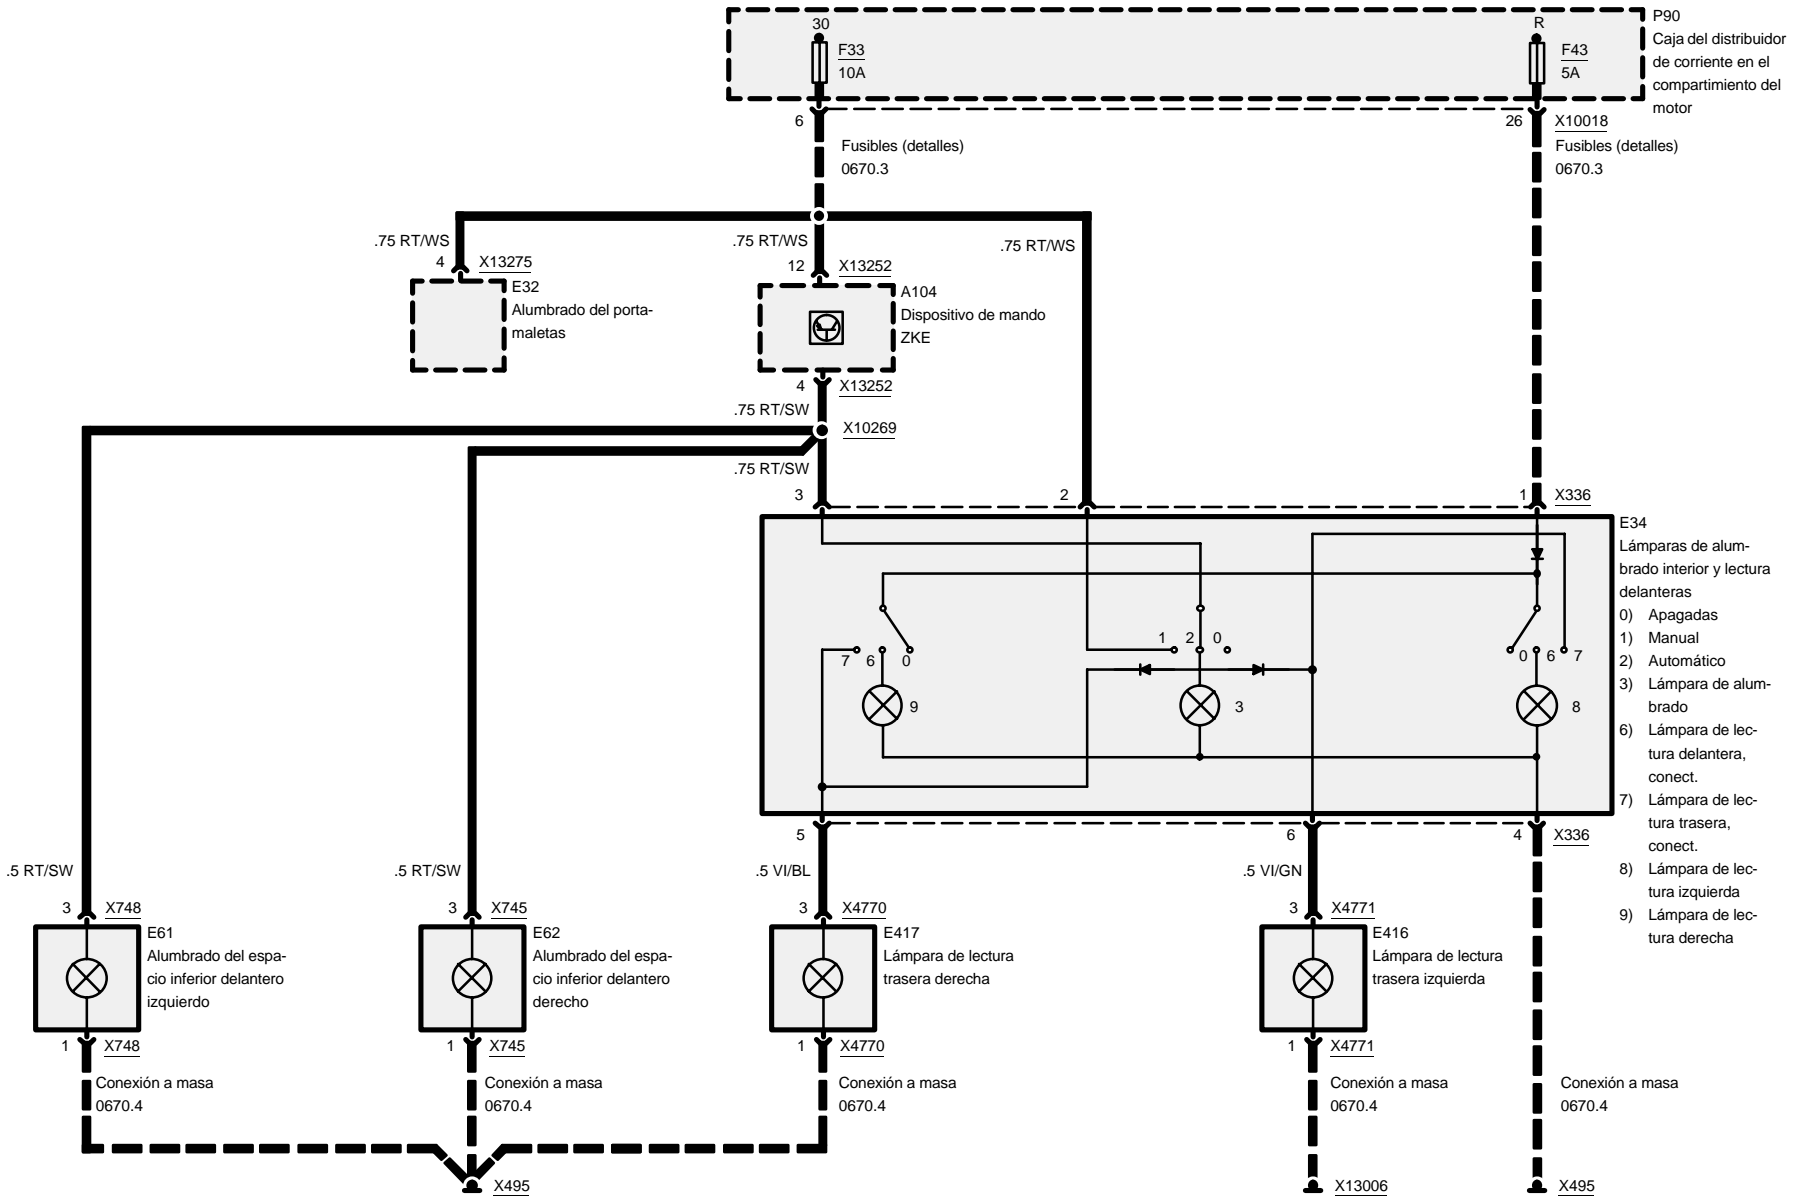 30
F33
10A
R
F43
5A
P90
Caja del distribuidor
de corriente en el
compartimiento del
motor
6
26
X10018
Fusibles (detalles)
0670.3
Fusibles (detalles)
0670.3
.75 RT/WS
.75 RT/WS
.75 RT/WS
4
X13275
12
X13252
E32
Alumbrado del porta-
maletas
A104
Dispositivo de mando
ZKE
4
X13252
.75 RT/SW
X10269
.75 RT/SW
3
2
1
X336
E34
Lámparas de alum-
brado interior y lectura
delanteras
0) Apagadas
1) Manual
2) Automático
3) Lámpara de alum-
brado
6) Lámpara de lec-
tura delantera,
conect.
7) Lámpara de lec-
tura trasera,
conect.
8) Lámpara de lec-
tura izquierda
9) Lámpara de lec-
tura derecha
7 6 0
1 2 0
0 6 7
9
3
8
5
6
4
X336
.5 RT/SW
.5 RT/SW
.5 VI/BL
.5 VI/GN
3
X748
3
X745
3
X4770
3
X4771
E61
Alumbrado del espa-
cio inferior delantero
izquierdo
E62
Alumbrado del espa-
cio inferior delantero
derecho
E417
Lámpara de lectura
trasera derecha
E416
Lámpara de lectura
trasera izquierda
1
X748
1
X745
1
X4770
1
X4771
Conexión a masa
0670.4
Conexión a masa
0670.4
Conexión a masa
0670.4
Conexión a masa
0670.4
Conexión a masa
0670.4
X495
X13006
X495